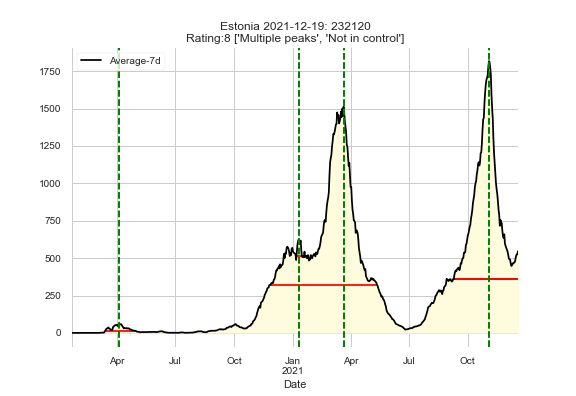 Estonia 2021-12-19: 232120
Rating:8 ['Multiple peaks', 'Not in control']
Average-7d
1750
1500
1250
1000
750
500
250
0
Apr Jul Oct Jan Apr Jul Oct
2021
Date